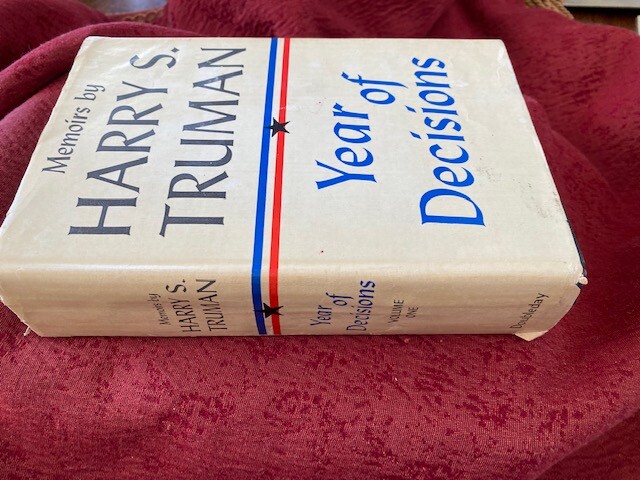 Memoirs by
HARRY S.
TRUMAN
Year
of
Decisions
Memoirs by
HARRY S.
TRUMAN
Year
of
Decisions
VOLUME
ONE
Doubleday